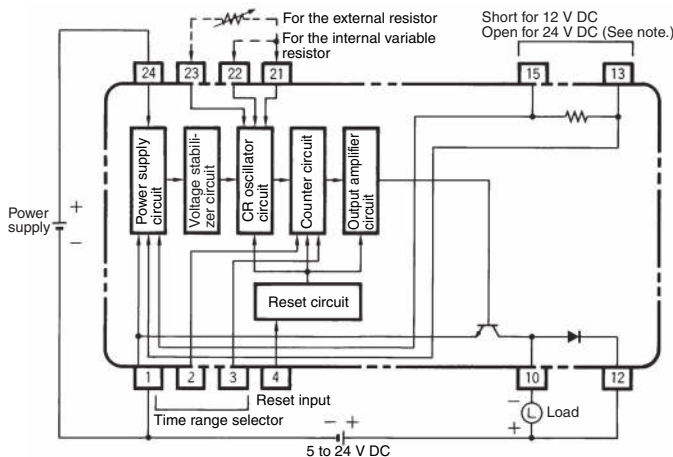 For the external resistor
For the internal variable
resistor
Short for 12 V DC
Open for 24 V DC (See note.)
24
23
22
21
15
13
Power supply
circuit
Voltage stabili-
zer circuit
CR oscillator
circuit
Counter circuit
Output amplifier
circuit
Power
supply
+
−
Reset circuit
1
2
3
4
10
12
Reset input
Time range selector
−
L
Load
+
− +
5 to 24 V DC